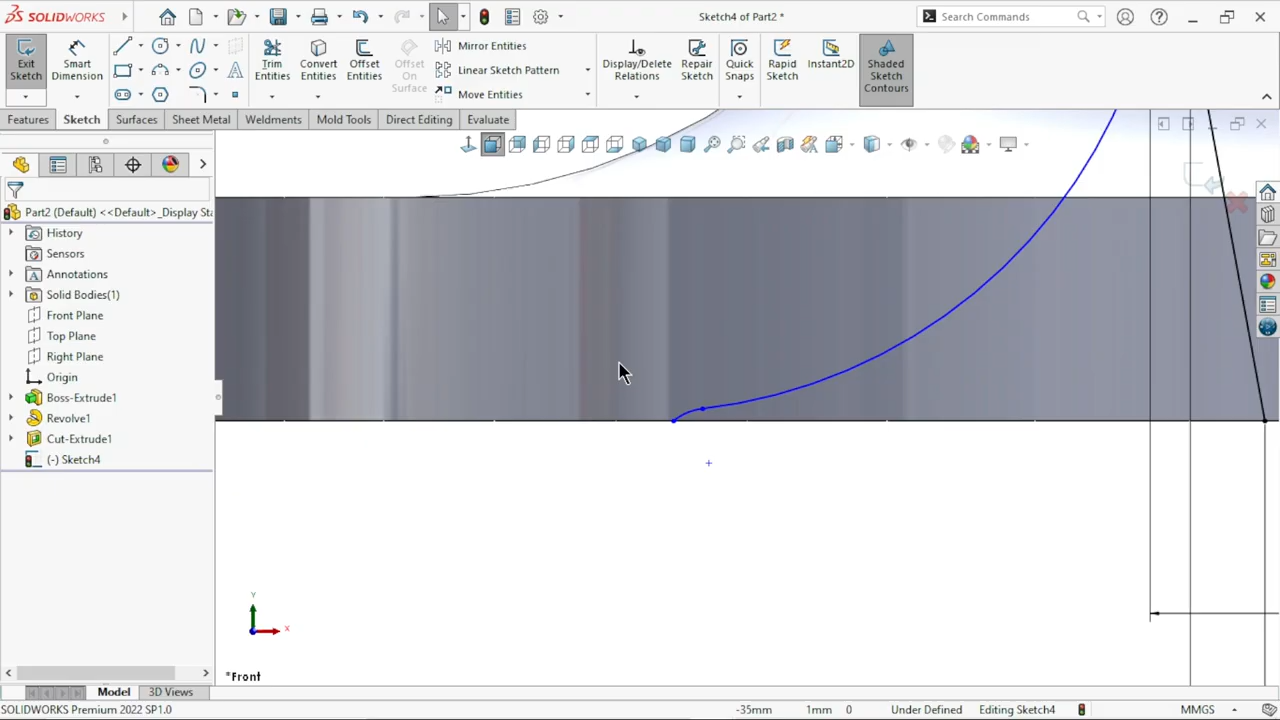 SOLIDWORKS
Sketch4 of Part2 *
Search Commands
Exit Sketch
Smart Dimension
Trim Entities
Convert Entities
Offset Entities
Offset On Surface
Mirror Entities
Linear Sketch Pattern
Move Entities
Display/Delete Relations
Repair Sketch
Quick Snaps
Rapid Sketch
Instant2D
Shaded Sketch Contours
Features
Sketch
Surfaces
Sheet Metal
Weldments
Mold Tools
Direct Editing
Evaluate
Part2 (Default) <<Default>_Display Sta
History
Sensors
Annotations
Solid Bodies(1)
Front Plane
Top Plane
Right Plane
Origin
Boss-Extrude1
Revolve1
Cut-Extrude1
(-) Sketch4
Y
X
*Front
Model
3D Views
SOLIDWORKS Premium 2022 SP1.0
-35mm
1mm
0
Under Defined
Editing Sketch4
MMGS